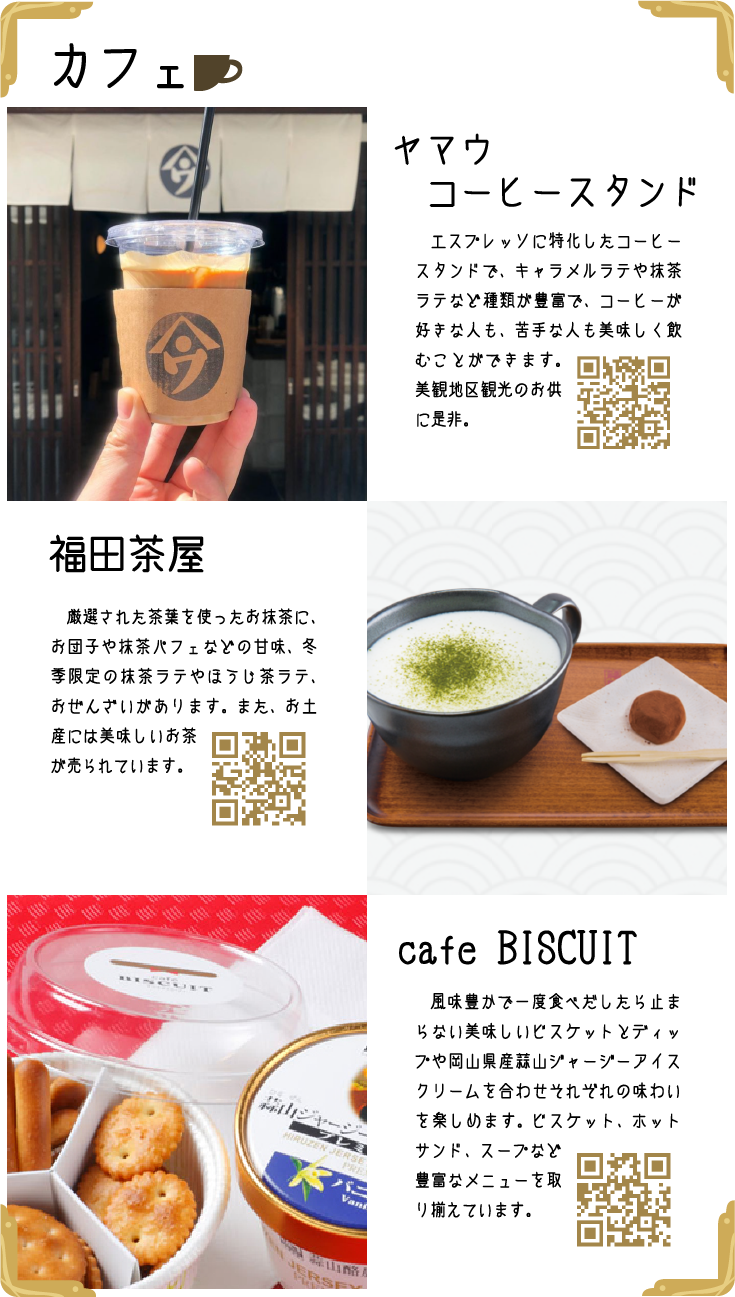 カフェ
ヤマウ
コーヒースタンド
エスプレッソに特化したコーヒー
スタンドで、キャラメルラテや抹茶
ラテなど種類が豊富で、コーヒーが
好きな人も、苦手な人も美味しく飲
むことができます。
美観地区観光のお供
に是非。
福田茶屋
厳選された茶葉を使ったお抹茶に、
お団子や抹茶パフェなどの甘味、冬
季限定の抹茶ラテやほうじ茶ラテ、
おぜんざいがあります。また、お土
産には美味しいお茶
が売られています。
cafe BISCUIT
風味豊かで一度食べだしたら止ま
らない美味しいビスケットとディッ
プや岡山県産蒜山ジャージーアイス
クリームを合わせそれぞれの味わい
を楽しめます。ビスケット、ホット
サンド、スープなど
豊富なメニューを取
り揃えています。
café
BISCUIT
蒜山ジャージー
プレミ
HIRUZEN JERSEY
PRE
バニ
Vani